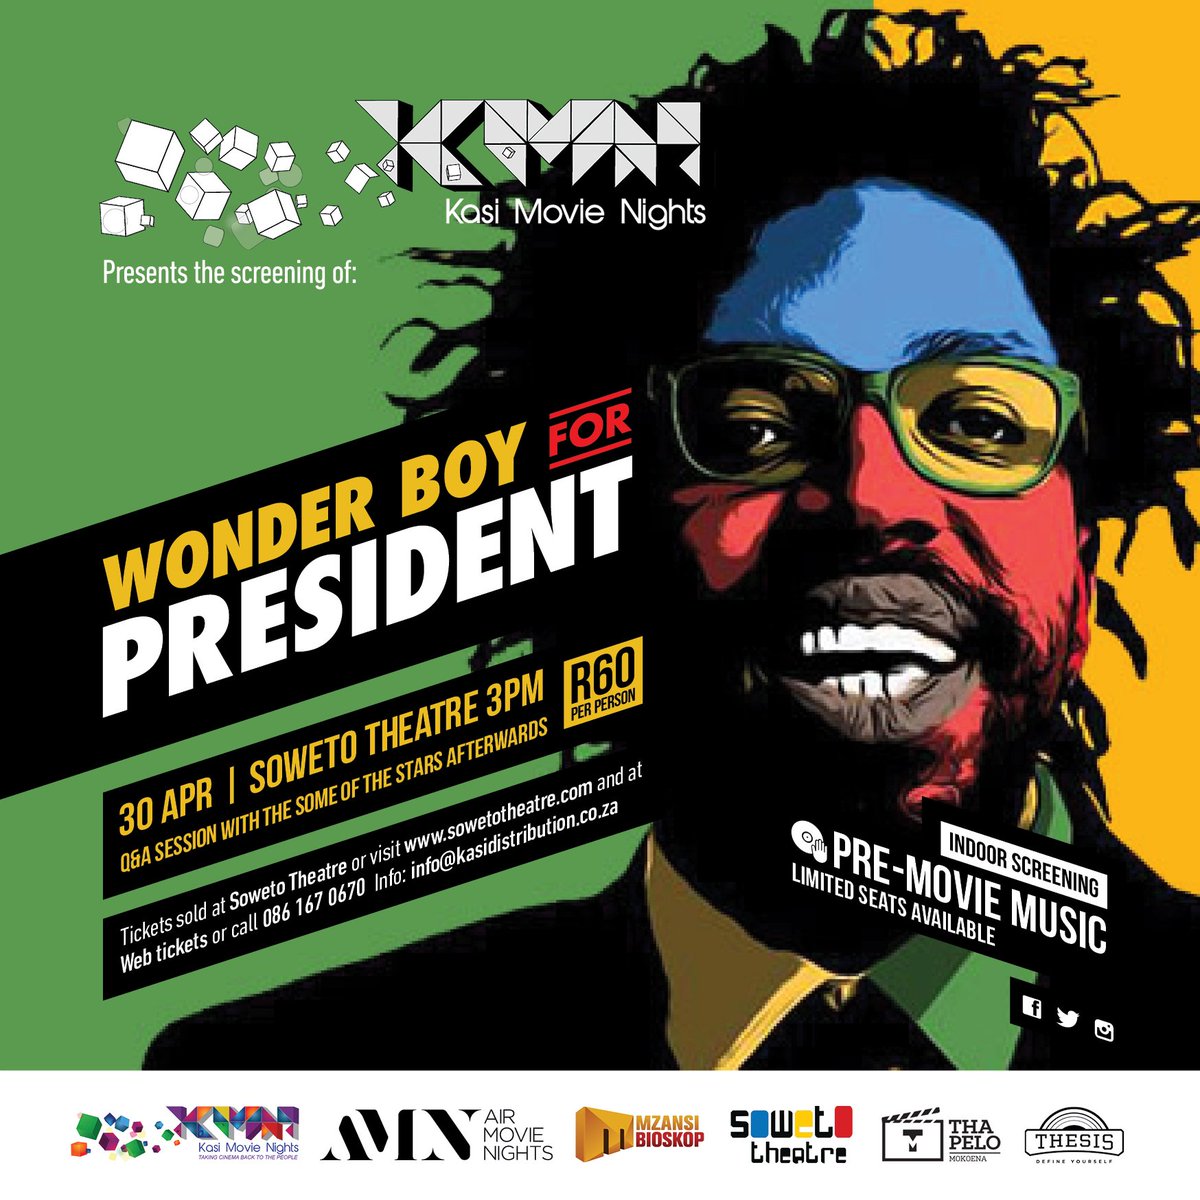 KMN
Kasi Movie Nights
Presents the screening of:
WONDER BOY FOR
PRESIDENT
30 APR | SOWETO THEATRE 3PM
Q&A SESSION WITH THE SOME OF THE STARS AFTERWARDS
R60
PER PERSON
Tickets sold at Soweto Theatre or visit www.sowetotheatre.com and at
Web tickets or call 086 167 0670 Info: info@kasidistribution.co.za
INDOOR SCREENING
PRE-MOVIE MUSIC
LIMITED SEATS AVAILABLE
KMN
Kasi Movie Nights
TAKING CINEMA BACK TO THE PEOPLE
AMN
AIR
MOVIE
NIGHTS
MZANSI
BIOSKOP
soweto
theatre
T
THA
PELO
MOKOENA
THESIS
DEFINE YOURSELF